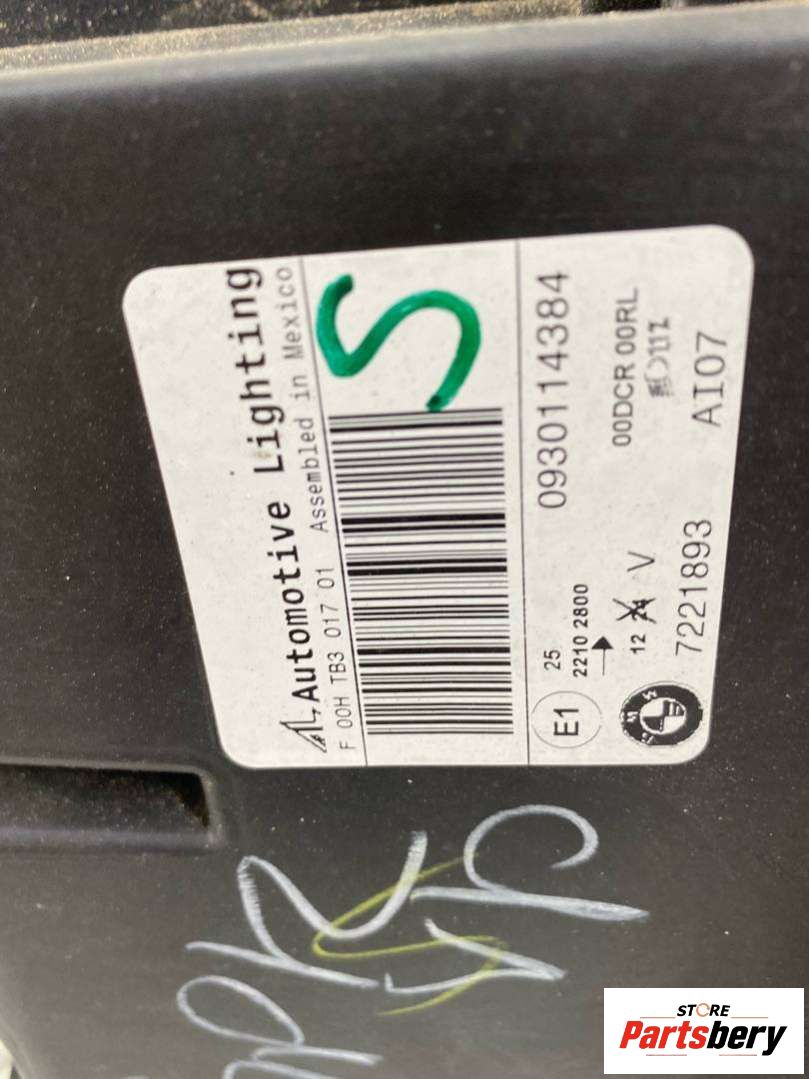 Automotive Lighting
F 00H TB3 017 01 Assembled in Mexico
S
0930114384
E1
25
2210 2800
00DCR 00RL
12 24 V
7221893 AI07
STORE
Partsbery